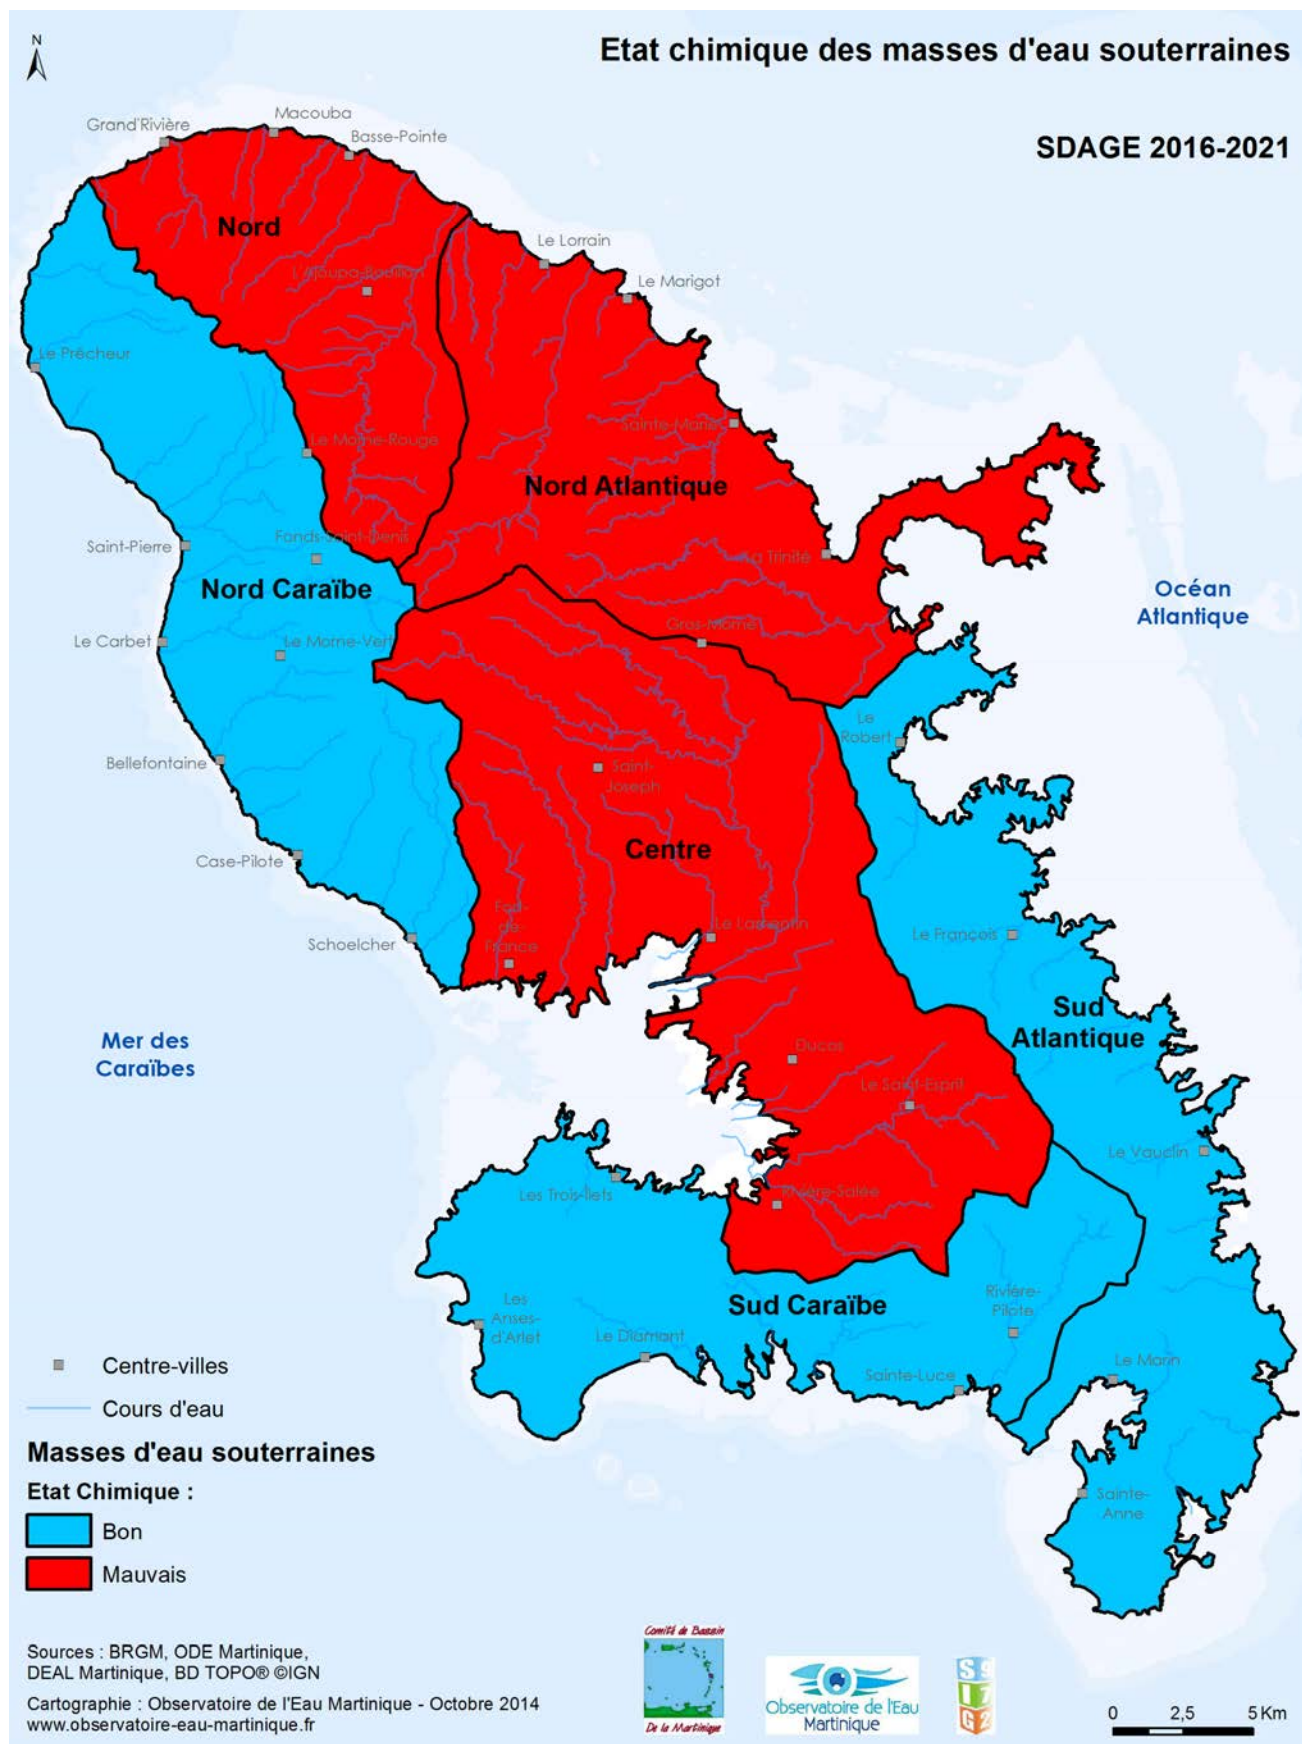 N
Etat chimique des masses d'eau souterraines
SDAGE 2016-2021
Macouba
Grand'Rivière
Basse-Pointe
Nord
Le Lorrain
L'Ajoupa-Bouillon
Le Marigot
Le Prêcheur
Sainte-Marie
Le Morne-Rouge
Nord Atlantique
Fonds-Saint-Denis
Saint-Pierre
La Trinité
Nord Caraïbe
Océan
Atlantique
Gros-Morne
Le Carbet
Le Morne-Vert
Le
Robert
Bellefontaine
Saint-
Joseph
Centre
Case-Pilote
Fort-
de-
France
Le Lamentin
Le François
Schoelcher
Sud
Atlantique
Mer des
Caraïbes
Ducos
Le Saint-Esprit
Le Vauclin
Les Trois-Ilets
Rivière-Salée
Sud Caraïbe
Rivière-
Pilote
Les
Anses-
d'Arlet
Le Diamant
Sainte-Luce
Le Marin
Sainte-
Anne
Centre-villes
Cours d'eau
Masses d'eau souterraines
Etat Chimique :
Bon
Mauvais
Sources : BRGM, ODE Martinique,
DEAL Martinique, BD TOPO® ©IGN
Cartographie : Observatoire de l'Eau Martinique - Octobre 2014
www.observatoire-eau-martinique.fr
Comité de Bassin
De la Martinique
Observatoire de l'Eau
Martinique
S 9
I 7
G 2
0 2,5 5 Km